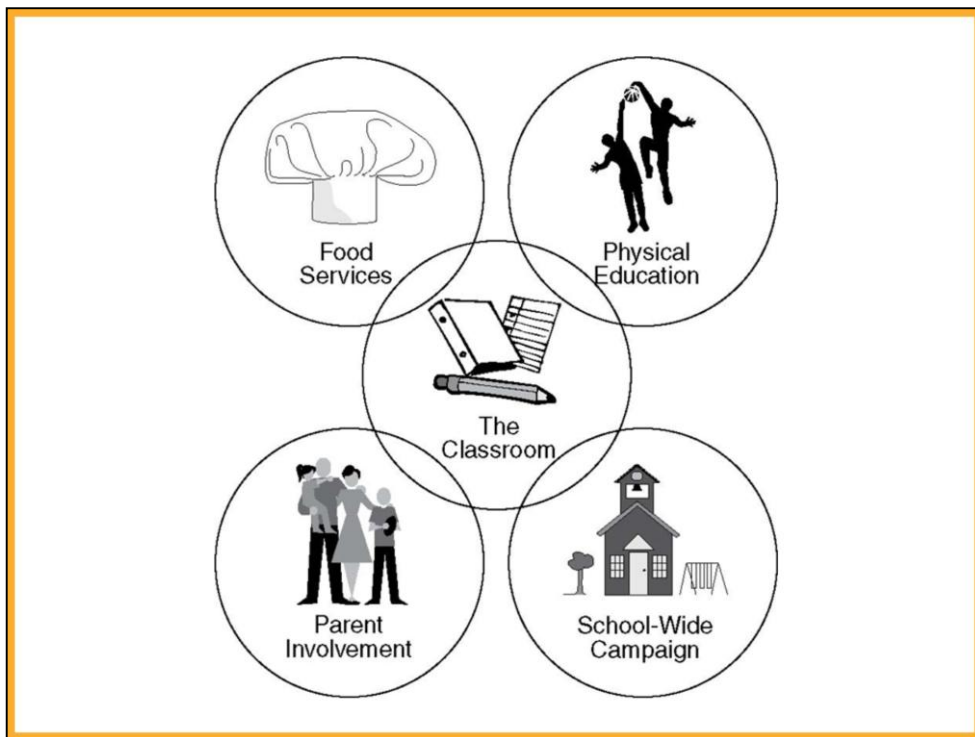 Food
Services
Physical
Education
The
Classroom
Parent
Involvement
School-Wide
Campaign